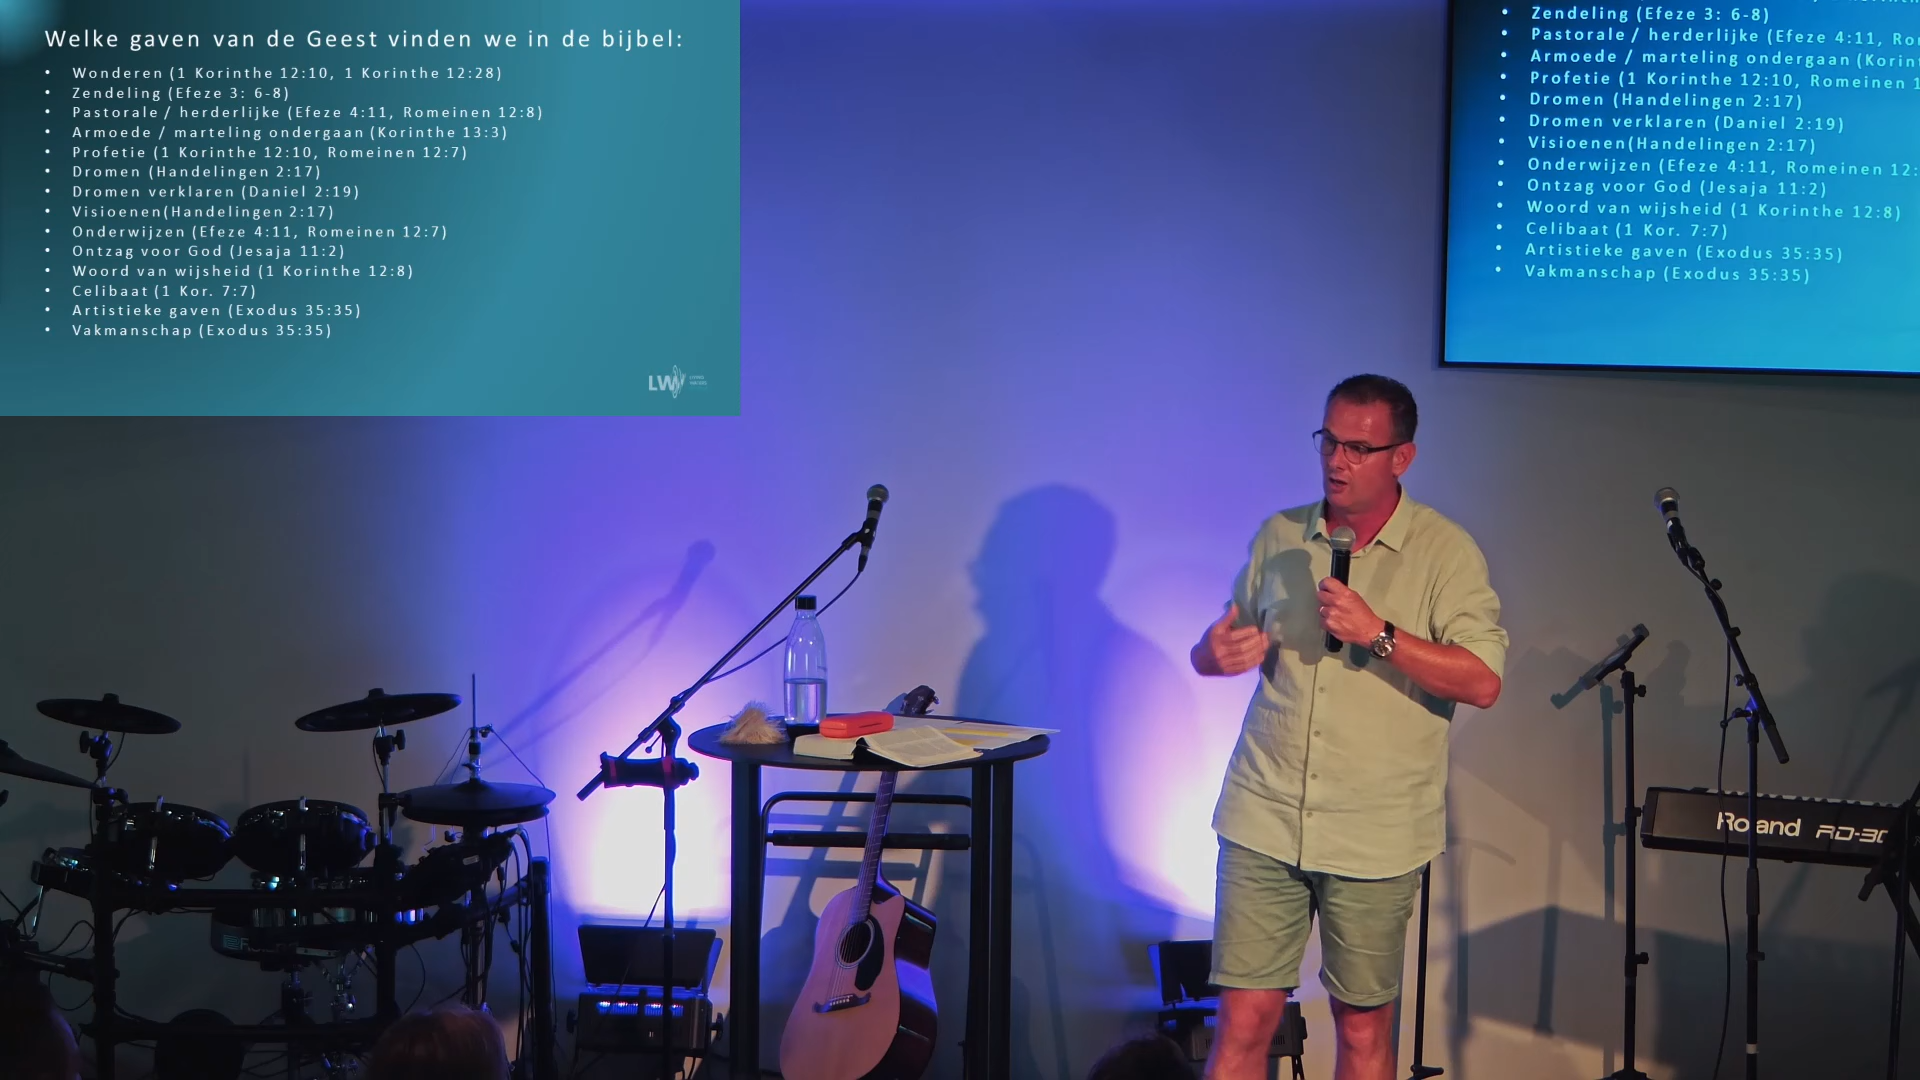 Welke gaven van de Geest vinden we in de bijbel:
• Wonderen (1 Korinthe 12:10, 1 Korinthe 12:28)
• Zendeling (Efeze 3: 6-8)
• Pastorale / herderlijke (Efeze 4:11, Romeinen 12:8)
• Armoede / marteling ondergaan (Korinthe 13:3)
• Profetie (1 Korinthe 12:10, Romeinen 12:7)
• Dromen (Handelingen 2:17)
• Dromen verklaren (Daniel 2:19)
• Visioenen(Handelingen 2:17)
• Onderwijzen (Efeze 4:11, Romeinen 12:7)
• Ontzag voor God (Jesaja 11:2)
• Woord van wijsheid (1 Korinthe 12:8)
• Celibaat (1 Kor. 7:7)
• Artistieke gaven (Exodus 35:35)
• Vakmanschap (Exodus 35:35)
LW
• Zendeling (Efeze 3: 6-8)
• Pastorale / herderlijke (Efeze 4:11, Ro
• Armoede / marteling ondergaan (Korin
• Profetie (1 Korinthe 12:10, Romeinen 1
• Dromen (Handelingen 2:17)
• Dromen verklaren (Daniel 2:19)
• Visioenen(Handelingen 2:17)
• Onderwijzen (Efeze 4:11, Romeinen 12:
• Ontzag voor God (Jesaja 11:2)
• Woord van wijsheid (1 Korinthe 12:8)
• Celibaat (1 Kor. 7:7)
• Artistieke gaven (Exodus 35:35)
• Vakmanschap (Exodus 35:35)
Roland RD-30